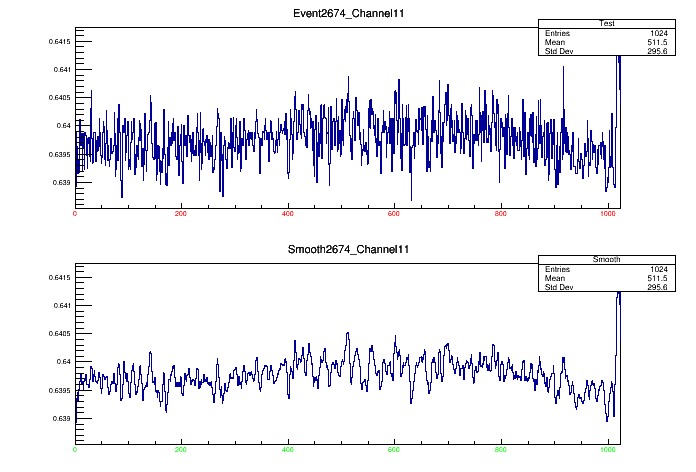 Event2674_Channel11
Test
Entries 1024
Mean 511.5
Std Dev 295.6
0.6415
0.641
0.6405
0.64
0.6395
0.639
0 200 400 600 800 1000
Smooth2674_Channel11
Smooth
Entries 1024
Mean 511.5
Std Dev 295.6
0.6415
0.641
0.6405
0.64
0.6395
0.639
0 200 400 600 800 1000